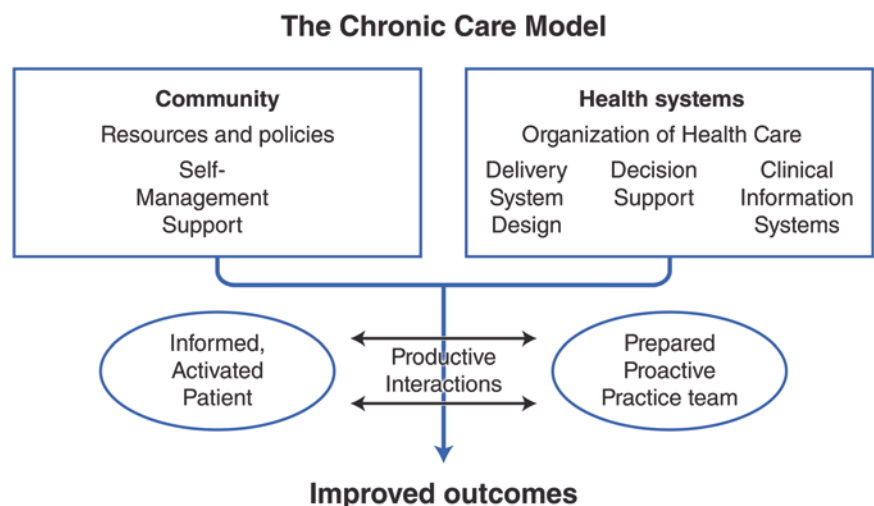 The Chronic Care Model
Community
Resources and policies
Self-
Management
Support
Health systems
Organization of Health Care
Delivery
System
Design
Decision
Support
Clinical
Information
Systems
Informed,
Activated
Patient
Productive
Interactions
Prepared
Proactive
Practice team
Improved outcomes